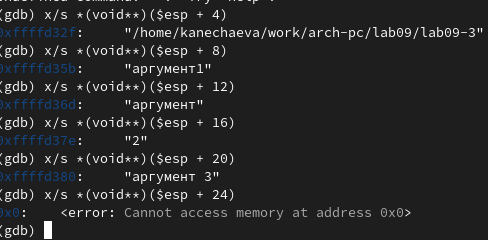 (gdb) x/s *(void**)($esp + 4)
0xffffd32f: "/home/kanechaeva/work/arch-pc/lab09/lab09-3"
(gdb) x/s *(void**)($esp + 8)
0xffffd35b: "аргумент1"
(gdb) x/s *(void**)($esp + 12)
0xffffd36d: "аргумент"
(gdb) x/s *(void**)($esp + 16)
0xffffd37e: "2"
(gdb) x/s *(void**)($esp + 20)
0xffffd380: "аргумент 3"
(gdb) x/s *(void**)($esp + 24)
0x0: <error: Cannot access memory at address 0x0>
(gdb)